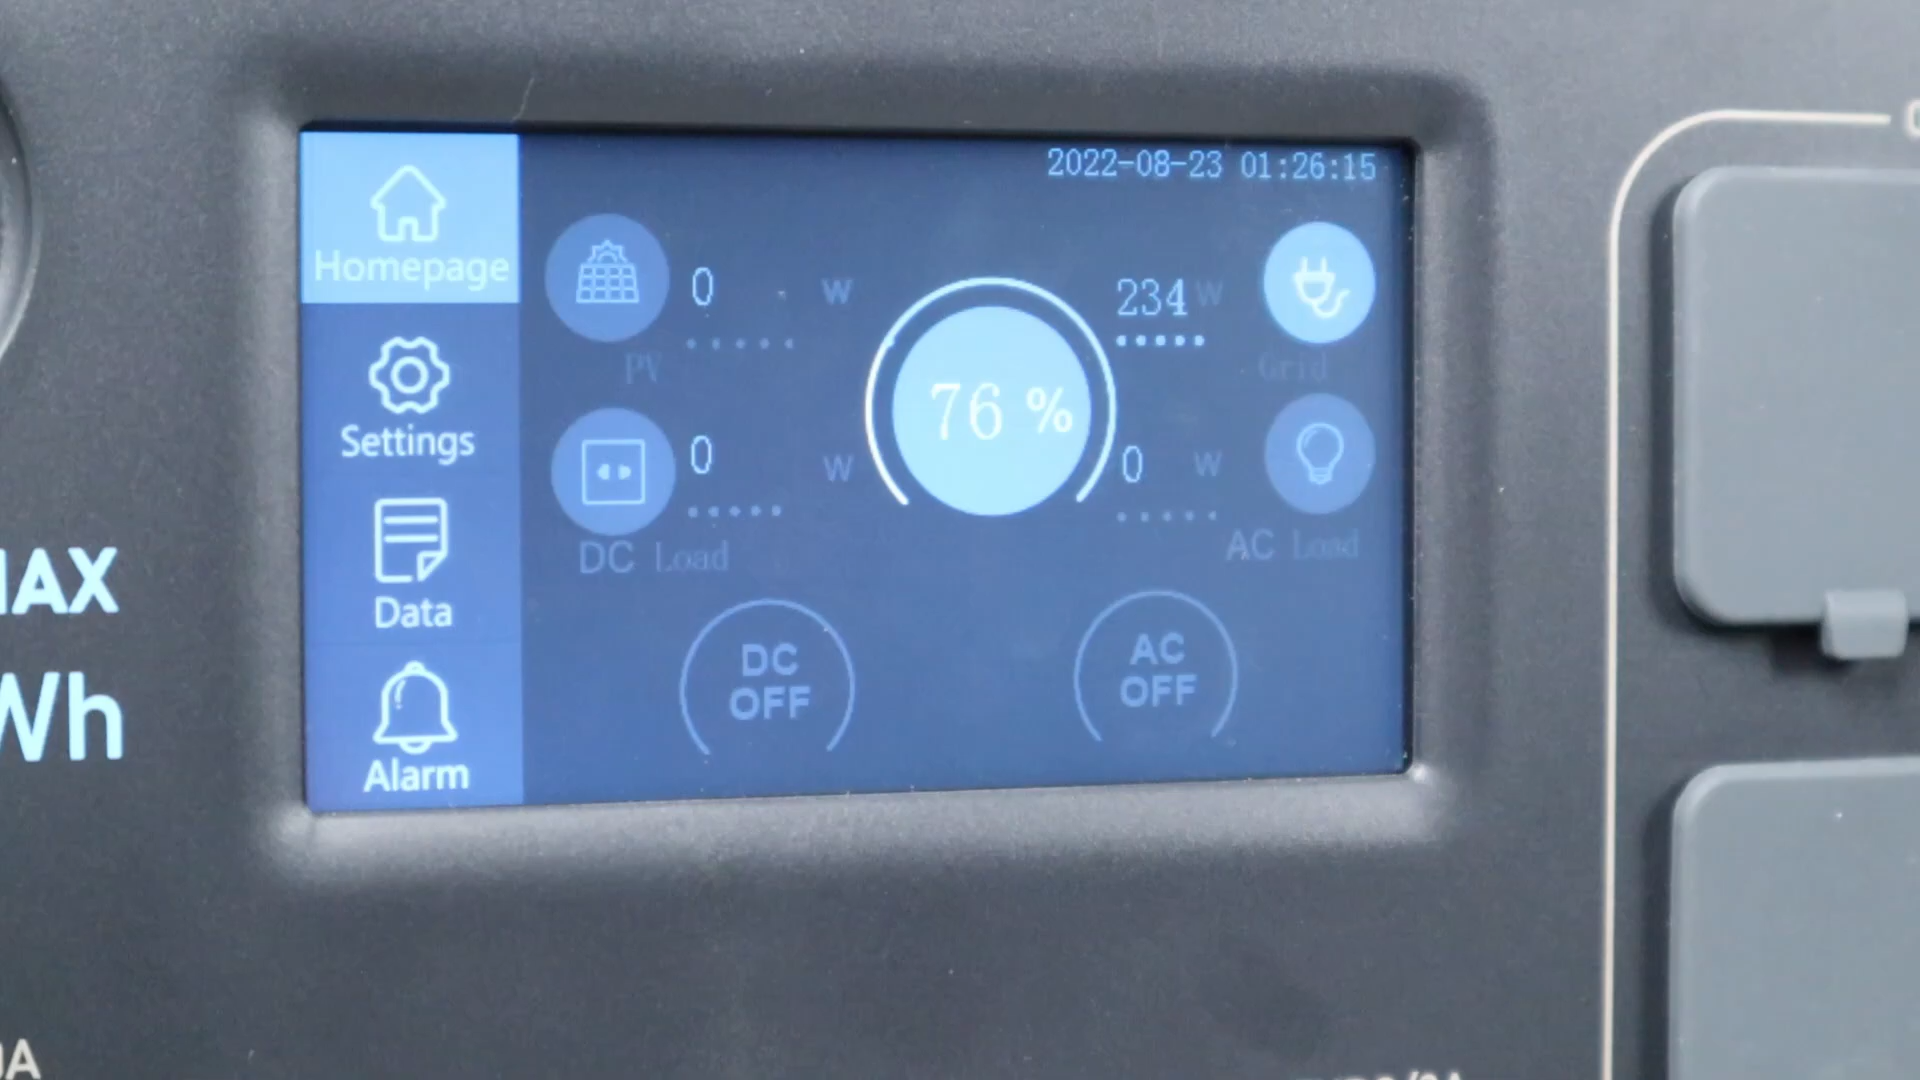 2022-08-23 01:26:15
Homepage
0 W
PV
234 W
Grid
76 %
Settings
0 W
DC Load
0 W
AC Load
Data
DC
OFF
AC
OFF
Alarm
AX
Wh
A